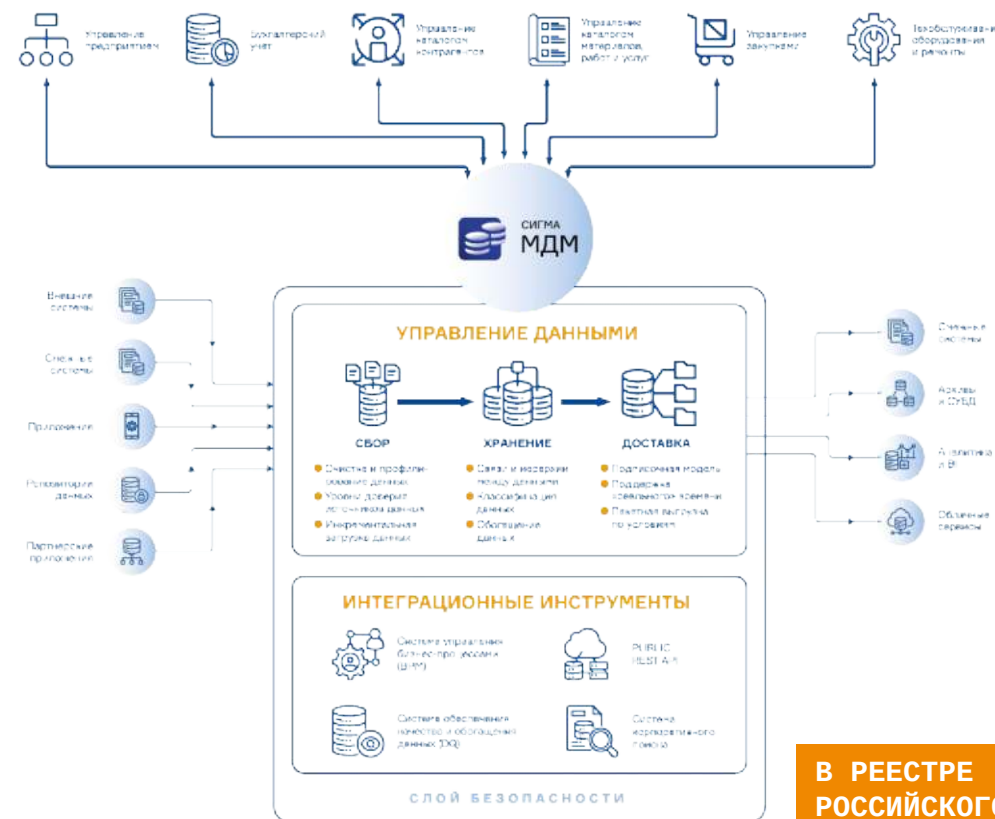 Управление
предприятием
Бухгалтерский
учет
Управление
каталогом
контрагентов
Управление
каталогом
материалов,
работ и услуг
Управление
закупками
Техобслуживание
оборудования
и ремонты
СИГМА
МДМ
Внешние
системы
Смежные
системы
Приложения
Репозитории
данных
Партнерские
приложения
УПРАВЛЕНИЕ ДАННЫМИ
СБОР
Очистка и профили-
рование данных
Уровни доверия
источников данных
Инкрементальная
загрузка данных
ХРАНЕНИЕ
Связи и иерархии
между данными
Классификация
данных
Обогащение
данных
ДОСТАВКА
Подписочная модель
Поддержка
«реального» времени
Пакетная выгрузка
по условиям
Смежные
системы
Архивы
и СУБД
Аналитика
и BI
Облачные
сервисы
ИНТЕГРАЦИОННЫЕ ИНСТРУМЕНТЫ
Система управления
бизнес-процессами
(BPM)
PUBLIC
REST API
Система обеспечения
качества и обогащения
данных (DQ)
Система
корпоративного
поиска
СЛОЙ БЕЗОПАСНОСТИ
В РЕЕСТРЕ
РОССИЙСКОГО